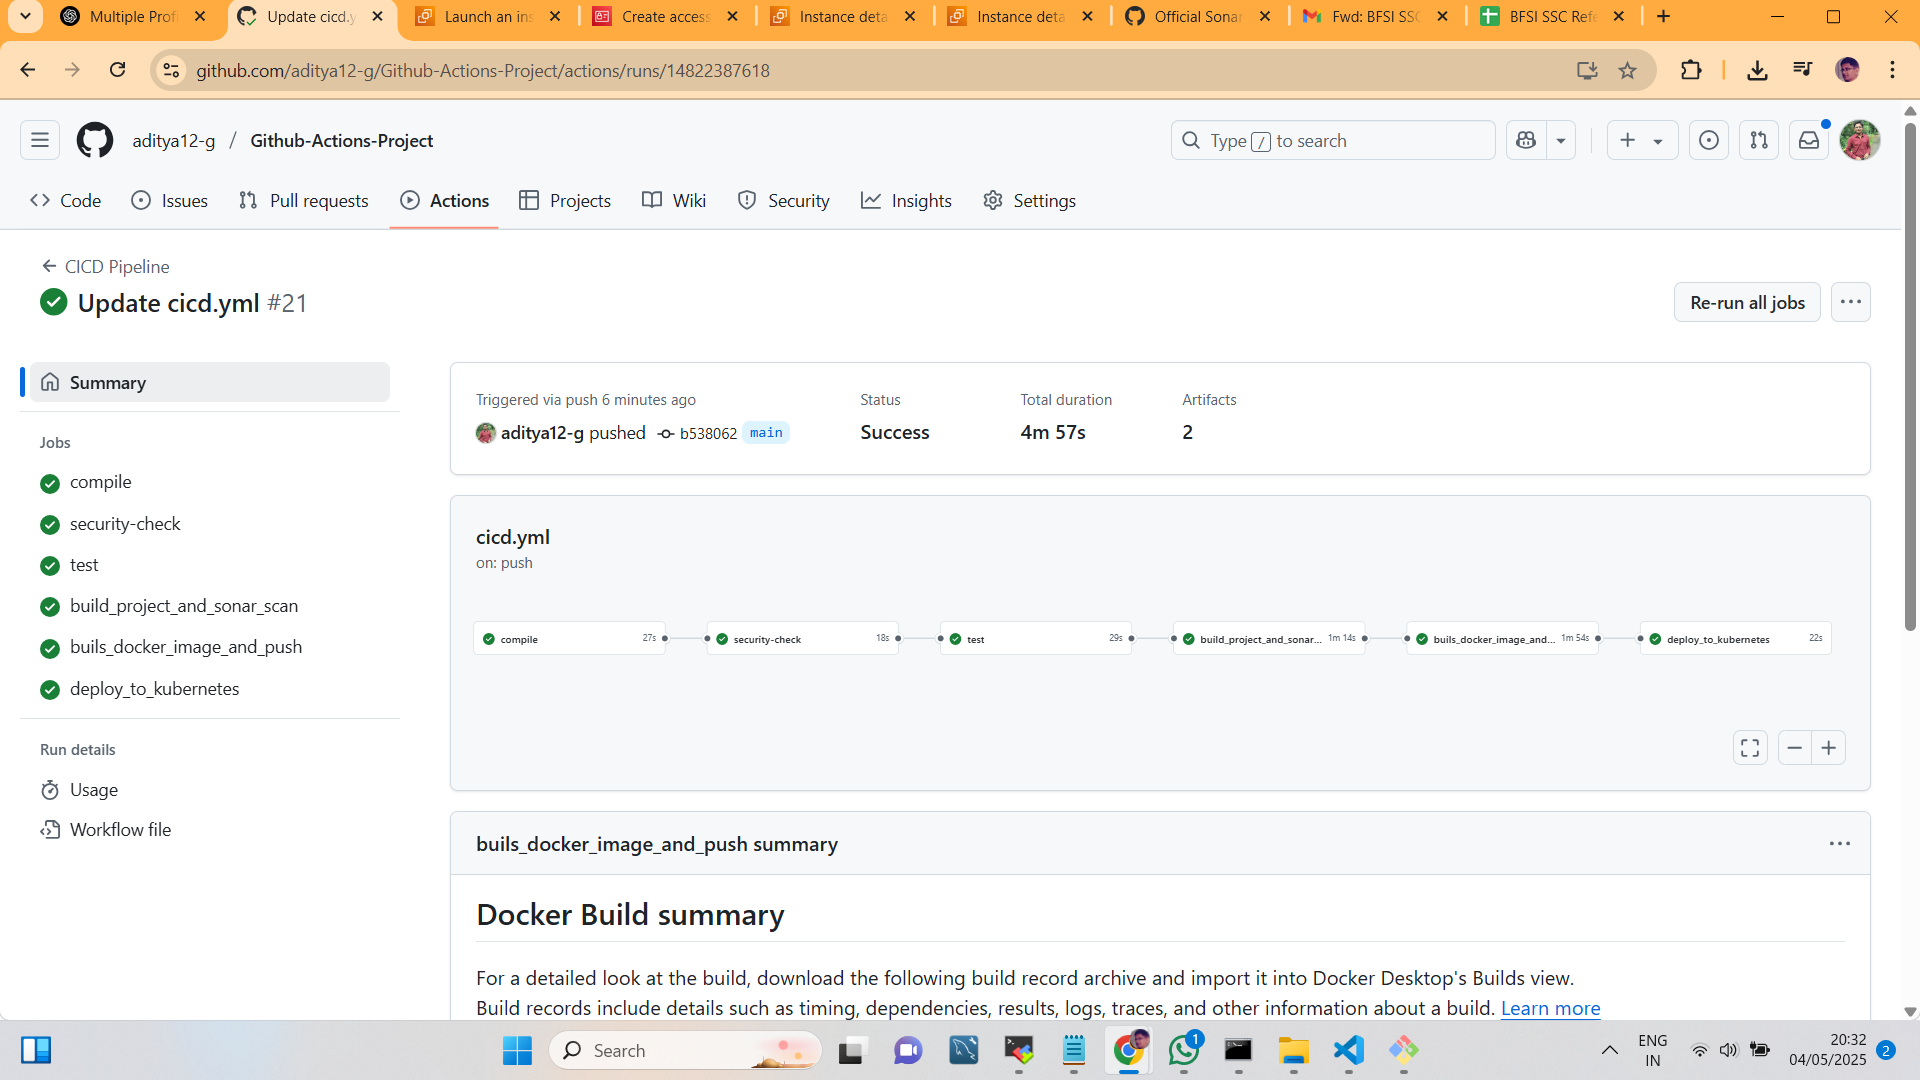 Multiple Profi
Update cicd.y
Launch an ins
Create access
Instance deta
Instance deta
Official Sonar
Fwd: BFSI SSC
BFSI SSC Refe
github.com/aditya12-g/Github-Actions-Project/actions/runs/14822387618
aditya12-g / Github-Actions-Project
Type / to search
Code
Issues
Pull requests
Actions
Projects
Wiki
Security
Insights
Settings
CICD Pipeline
Update cicd.yml #21
Re-run all jobs
Summary
Jobs
compile
security-check
test
build_project_and_sonar_scan
buils_docker_image_and_push
deploy_to_kubernetes
Run details
Usage
Workflow file
Triggered via push 6 minutes ago
aditya12-g pushed b538062 main
Status
Success
Total duration
4m 57s
Artifacts
2
cicd.yml
on: push
compile 27s
security-check 18s
test 29s
build_project_and_sonar... 1m 14s
buils_docker_image_and... 1m 54s
deploy_to_kubernetes 22s
buils_docker_image_and_push summary
Docker Build summary
For a detailed look at the build, download the following build record archive and import it into Docker Desktop's Builds view.
Build records include details such as timing, dependencies, results, logs, traces, and other information about a build. Learn more
Search
1
ENG
IN
20:32
04/05/2025
2